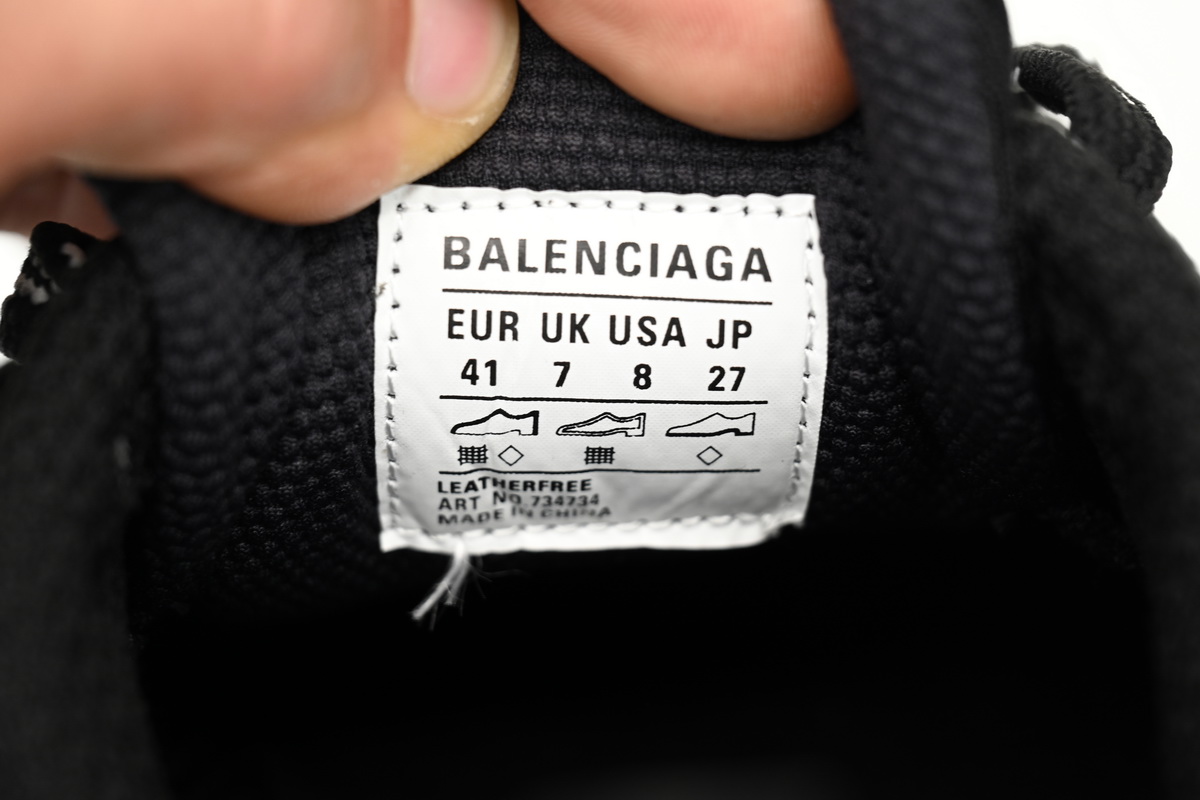 BALENCIAGA
EUR UK USA JP
41 7 8 27
LEATHERFREE
ART NO 734734
MADE IN CHINA